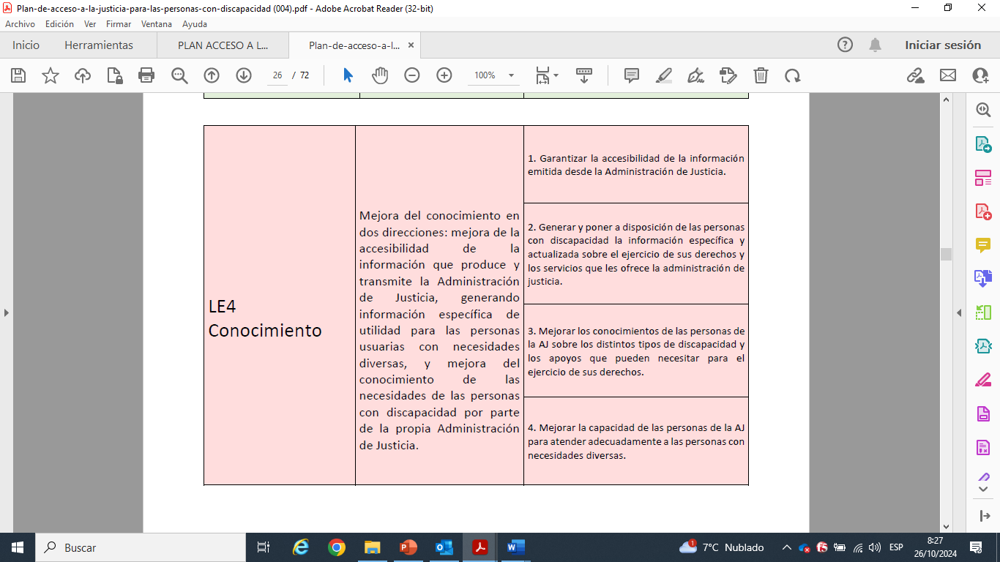 Plan-de-acceso-a-la-justicia-para-las-personas-con-discapacidad (004).pdf - Adobe Acrobat Reader (32-bit)
Archivo Edición Ver Firmar Ventana Ayuda
Inicio Herramientas PLAN ACCESO A L... Plan-de-acceso-a-l... × Iniciar sesión
26 / 72 100%
LE4
Conocimiento
Mejora del conocimiento en
dos direcciones: mejora de la
accesibilidad de la
información que produce y
transmite la Administración
de Justicia, generando
información específica de
utilidad para las personas
usuarias con necesidades
diversas, y mejora del
conocimiento de las
necesidades de las personas
con discapacidad por parte
de la propia Administración
de Justicia.
1. Garantizar la accesibilidad de la información
emitida desde la Administración de Justicia.
2. Generar y poner a disposición de las personas
con discapacidad la información específica y
actualizada sobre el ejercicio de sus derechos y
los servicios que les ofrece la administración de
justicia.
3. Mejorar los conocimientos de las personas de
la AJ sobre los distintos tipos de discapacidad y
los apoyos que pueden necesitar para el
ejercicio de sus derechos.
4. Mejorar la capacidad de las personas de la AJ
para atender adecuadamente a las personas con
necesidades diversas.
Buscar
1 7°C Nublado ESP 8:27
26/10/2024